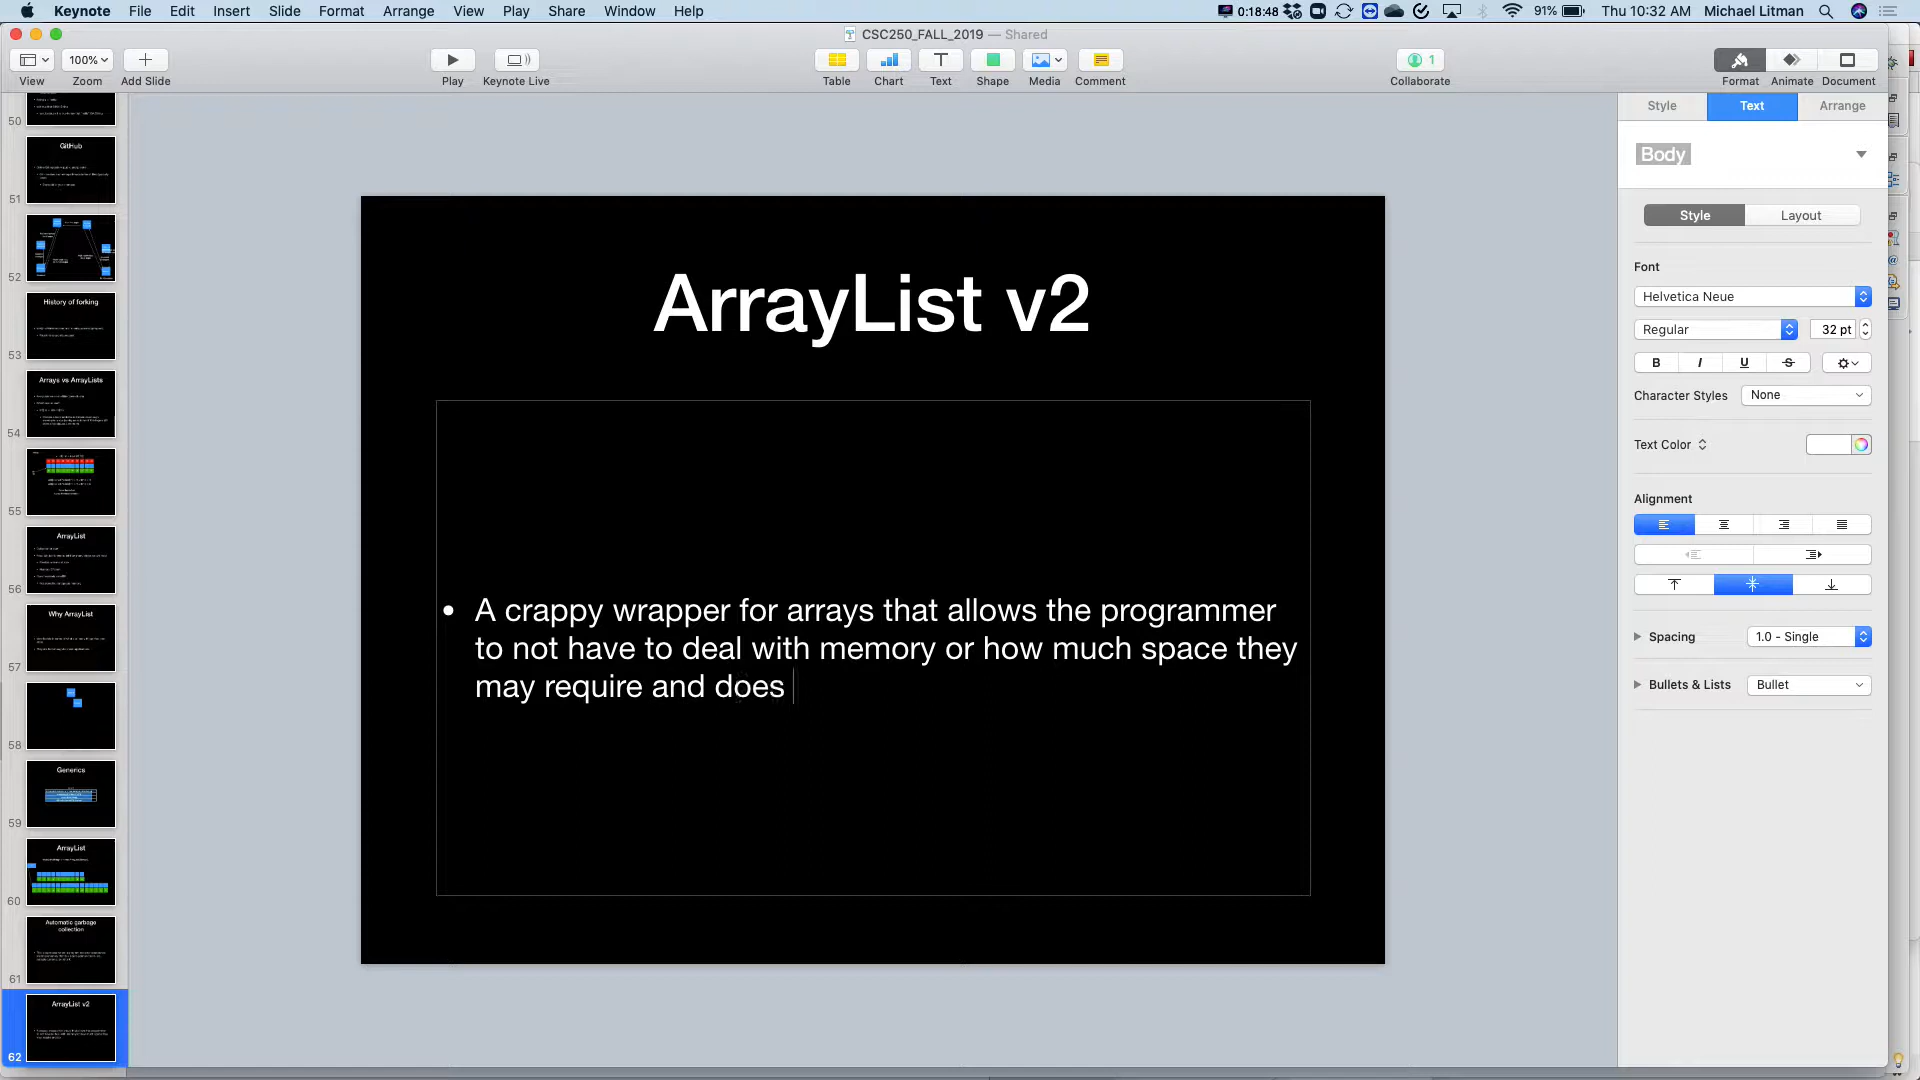 Keynote File Edit Insert Slide Format Arrange View Play Share Window Help
0:18:48 91% Thu 10:32 AM Michael Litman
CSC250_FALL_2019 — Shared
100%
View Zoom Add Slide Play Keynote Live Table Chart Text Shape Media Comment Collaborate Format Animate Document
1
Style Text Arrange
Body
Style Layout
Font
Helvetica Neue
Regular 32 pt
B I U S
Character Styles None
Text Color
Alignment
Spacing 1.0 - Single
Bullets & Lists Bullet
50
GitHub
51
52
History of forking
53
Arrays vs ArrayLists
54
55
ArrayList
56
Why ArrayList
57
58
Generics
59
ArrayList
60
Automatic garbage
collection
61
ArrayList v2
62
ArrayList v2
• A crappy wrapper for arrays that allows the programmer
to not have to deal with memory or how much space they
may require and does